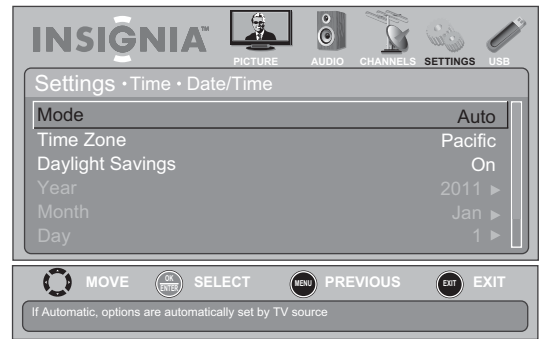 INSIGNIA™
PICTURE AUDIO CHANNELS SETTINGS USB
Settings · Time · Date/Time
Mode Auto
Time Zone Pacific
Daylight Savings On
Year 2011
Month Jan
Day 1
MOVE OK ENTER SELECT MENU PREVIOUS EXIT EXIT
If Automatic, options are automatically set by TV source